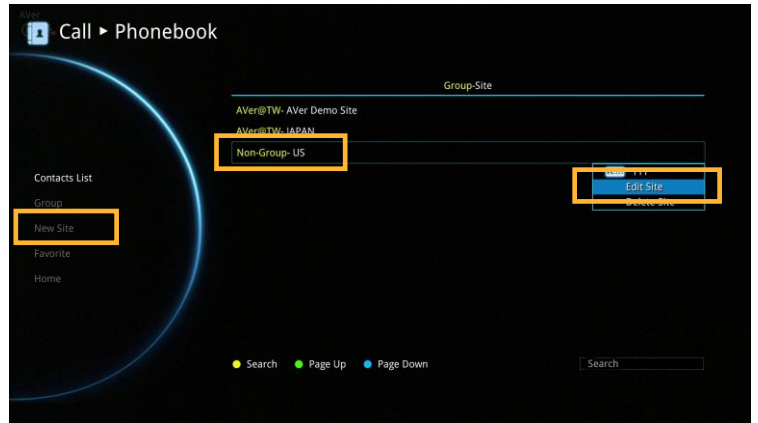 AVer
Call ▸ Phonebook
Group-Site
AVer@TW- AVer Demo Site
AVer@TW- JAPAN
Non-Group- US
Contacts List
Edit Site
Group
Delete Site
New Site
Favorite
Home
Search
Page Up
Page Down
Search